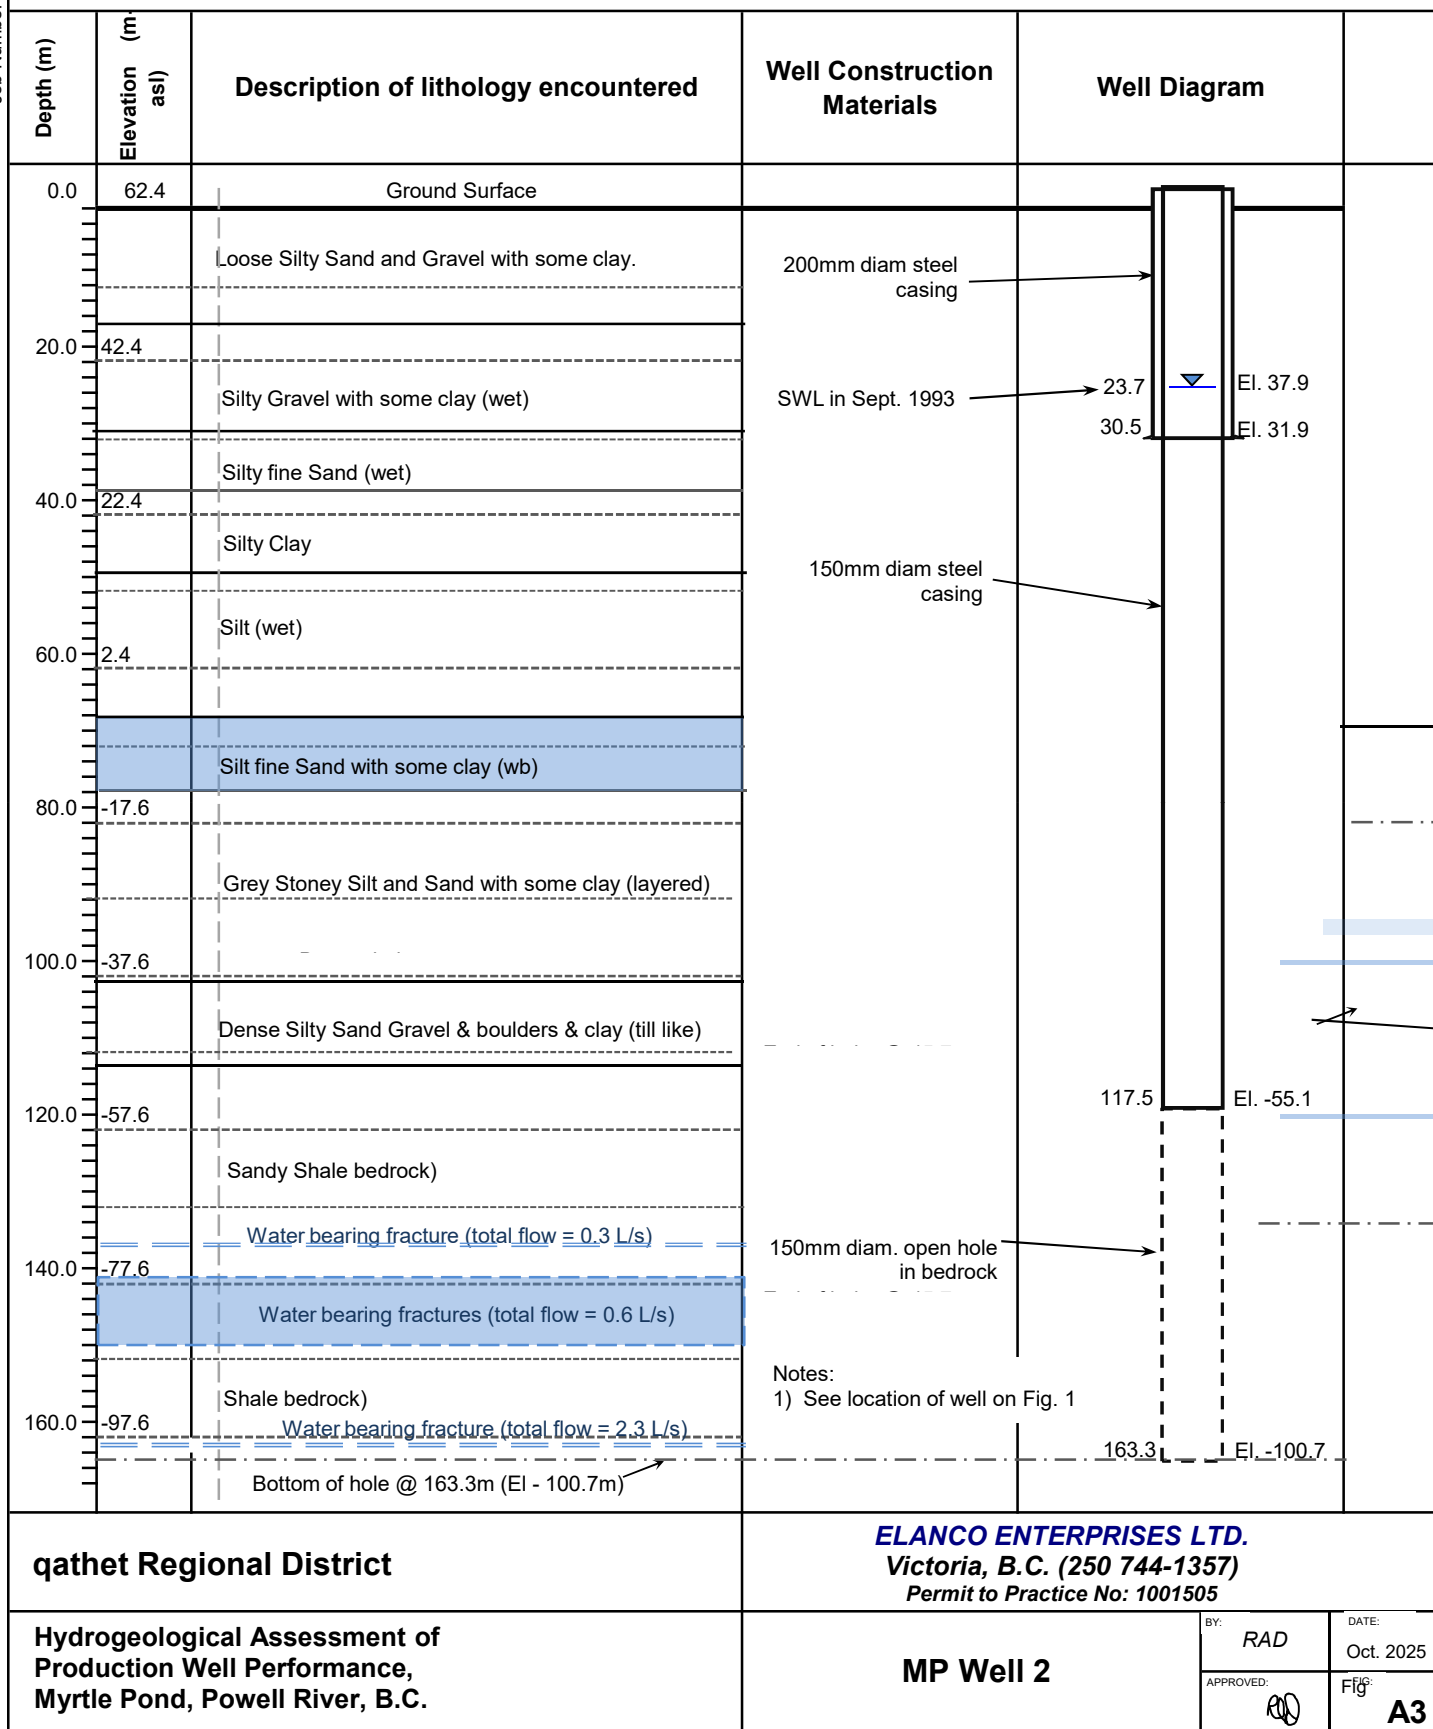 Depth (m)
Elevation (m asl)
Description of lithology encountered
Well Construction
Materials
Well Diagram
0.0
62.4
Ground Surface
Loose Silty Sand and Gravel with some clay.
200mm diam steel
casing
20.0
42.4
Silty Gravel with some clay (wet)
SWL in Sept. 1993
23.7
El. 37.9
30.5
El. 31.9
Silty fine Sand (wet)
40.0
22.4
Silty Clay
150mm diam steel
casing
Silt (wet)
60.0
2.4
Silt fine Sand with some clay (wb)
80.0
-17.6
Grey Stoney Silt and Sand with some clay (layered)
100.0
-37.6
Dense Silty Sand Gravel & boulders & clay (till like)
117.5
El. -55.1
120.0
-57.6
Sandy Shale bedrock)
Water bearing fracture (total flow = 0.3 L/s)
150mm diam. open hole
in bedrock
140.0
-77.6
Water bearing fractures (total flow = 0.6 L/s)
Notes:
1) See location of well on Fig. 1
Shale bedrock)
160.0
-97.6
Water bearing fracture (total flow = 2.3 L/s)
163.3
El. -100.7
Bottom of hole @ 163.3m (El - 100.7m)
qathet Regional District
ELANCO ENTERPRISES LTD.
Victoria, B.C. (250 744-1357)
Permit to Practice No: 1001505
Hydrogeological Assessment of
Production Well Performance,
Myrtle Pond, Powell River, B.C.
MP Well 2
BY:
RAD
DATE:
Oct. 2025
APPROVED:
FIG:
Fig
A3